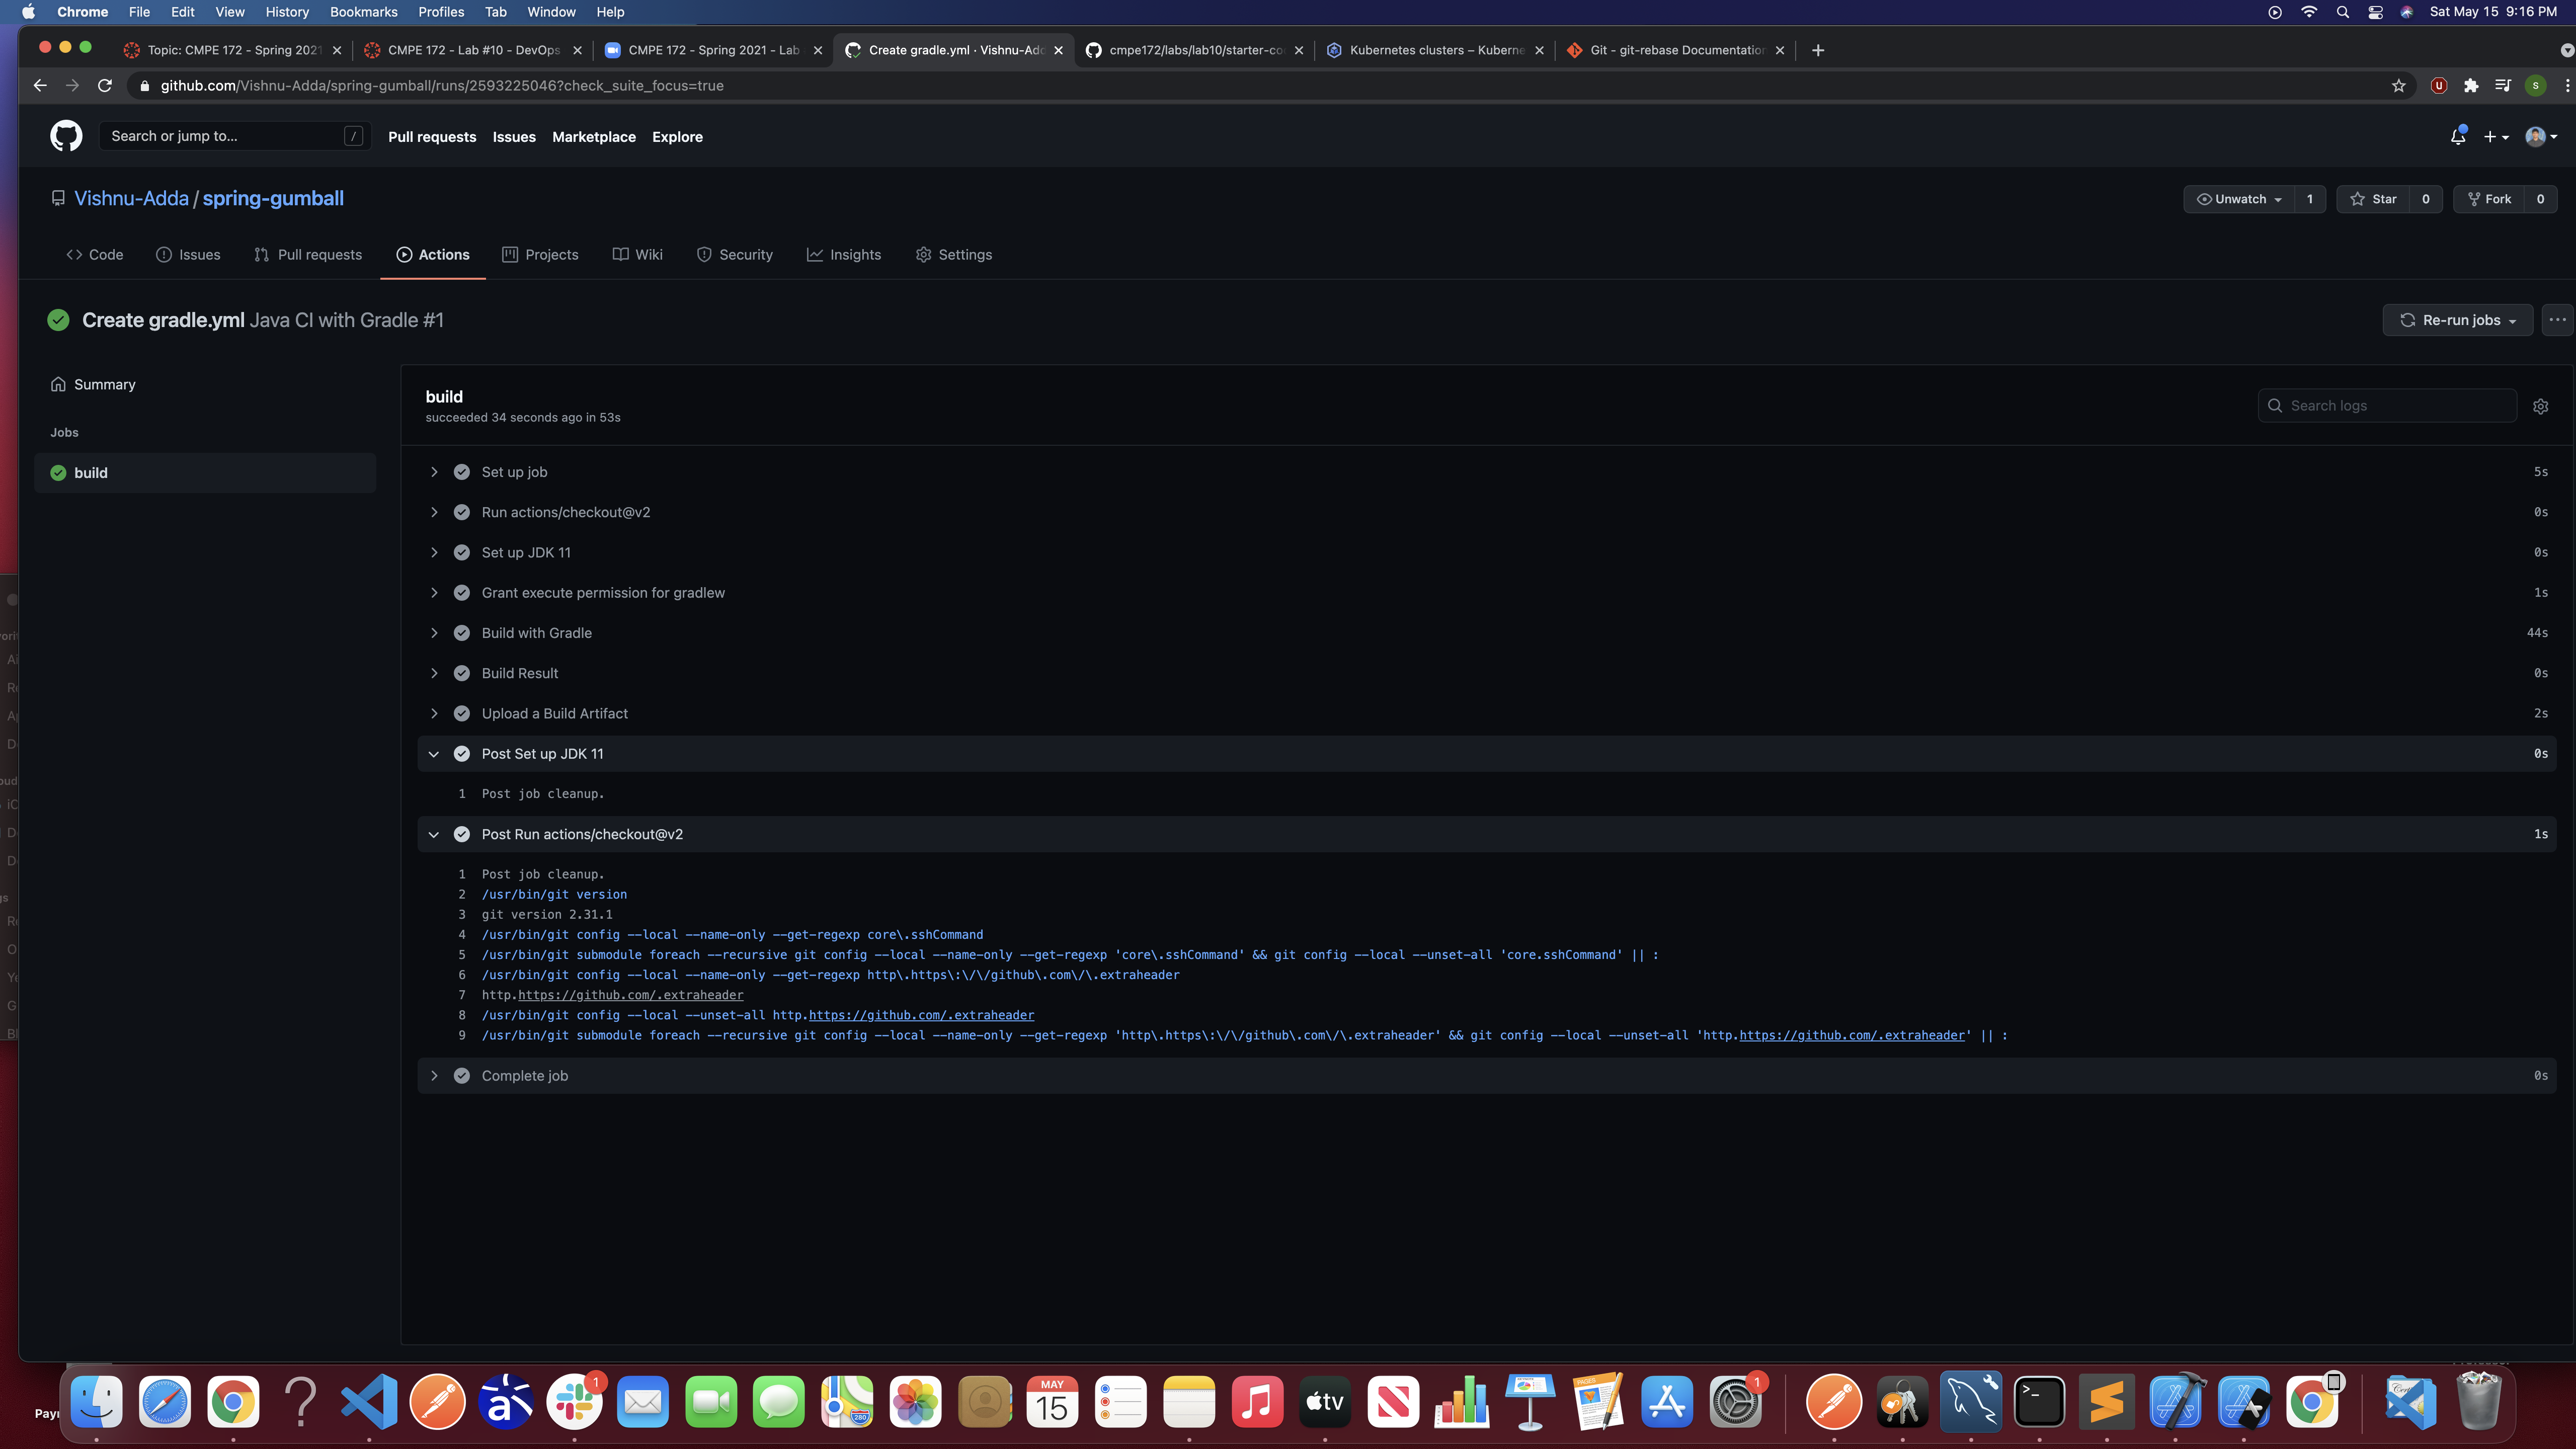 Chrome File Edit View History Bookmarks Profiles Tab Window Help Sat May 15 9:16 PM
Topic: CMPE 172 - Spring 2021 CMPE 172 - Lab #10 - DevOps CMPE 172 - Spring 2021 - Lab Create gradle.yml · Vishnu-Add cmpe172/labs/lab10/starter-co Kubernetes clusters – Kuberne Git - git-rebase Documentation
github.com/Vishnu-Adda/spring-gumball/runs/2593225046?check_suite_focus=true
Search or jump to... / Pull requests Issues Marketplace Explore
Vishnu-Adda / spring-gumball Unwatch 1 Star 0 Fork 0
Code Issues Pull requests Actions Projects Wiki Security Insights Settings
Create gradle.yml Java CI with Gradle #1 Re-run jobs
Summary
Jobs
build
build
succeeded 34 seconds ago in 53s
Search logs
Set up job 5s
Run actions/checkout@v2 0s
Set up JDK 11 0s
Grant execute permission for gradlew 1s
Build with Gradle 44s
Build Result 0s
Upload a Build Artifact 2s
Post Set up JDK 11 0s
1 Post job cleanup.
Post Run actions/checkout@v2 1s
1 Post job cleanup.
2 /usr/bin/git version
3 git version 2.31.1
4 /usr/bin/git config --local --name-only --get-regexp core\.sshCommand
5 /usr/bin/git submodule foreach --recursive git config --local --name-only --get-regexp 'core\.sshCommand' && git config --local --unset-all 'core.sshCommand' || :
6 /usr/bin/git config --local --name-only --get-regexp http\.https\:\/\/github\.com\/\.extraheader
7 http.https://github.com/.extraheader
8 /usr/bin/git config --local --unset-all http.https://github.com/.extraheader
9 /usr/bin/git submodule foreach --recursive git config --local --name-only --get-regexp 'http\.https\:\/\/github\.com\/\.extraheader' && git config --local --unset-all 'http.https://github.com/.extraheader' || :
Complete job 0s
MAY
15
280
tv
PAGES
1
1